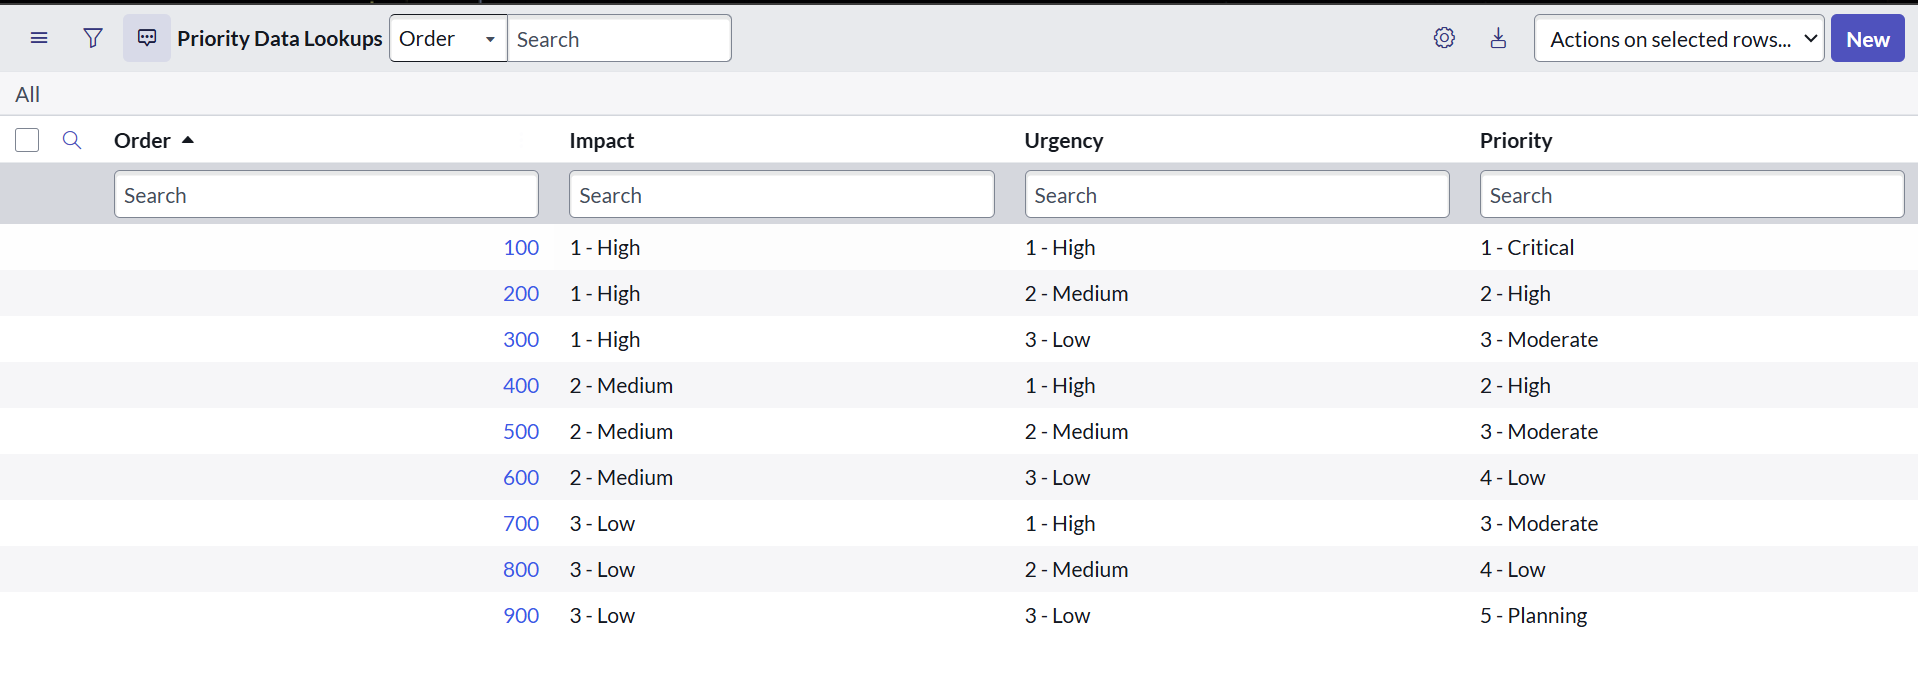 Priority Data Lookups Order Search Actions on selected rows... New
All
Order Impact Urgency Priority
Search Search Search Search
100 1 - High 1 - High 1 - Critical
200 1 - High 2 - Medium 2 - High
300 1 - High 3 - Low 3 - Moderate
400 2 - Medium 1 - High 2 - High
500 2 - Medium 2 - Medium 3 - Moderate
600 2 - Medium 3 - Low 4 - Low
700 3 - Low 1 - High 3 - Moderate
800 3 - Low 2 - Medium 4 - Low
900 3 - Low 3 - Low 5 - Planning